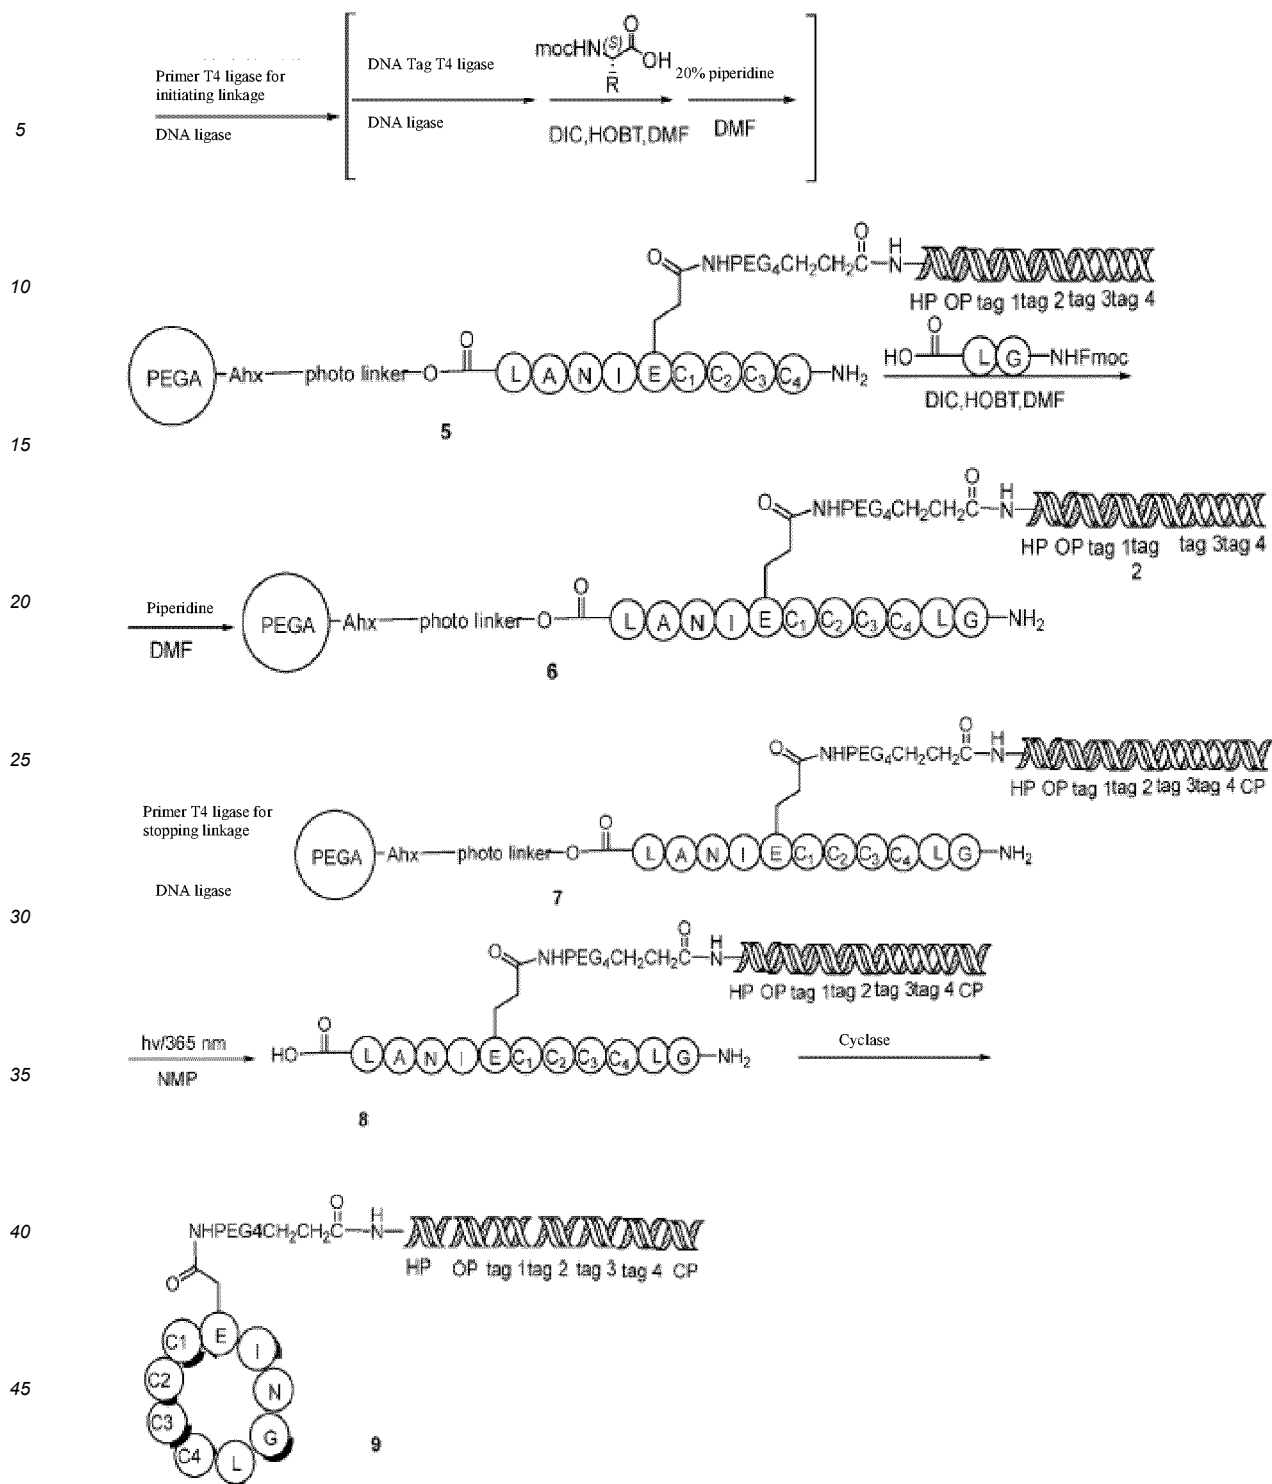 Primer T4 ligase for
initiating linkage
DNA ligase
DNA Tag T4 ligase
DNA ligase
mocHN (S) O OH
R
DIC,HOBT,DMF
20% piperidine
DMF
5
10
O NHPEG4CH2CH2C O H N
HP OP tag 1tag 2 tag 3tag 4
PEGA Ahx photo linker O O L A N I E C1 C2 C3 C4 NH2
HO O L G NHFmoc
DIC,HOBT,DMF
5
15
O NHPEG4CH2CH2C O H N
HP OP tag 1tag 2 tag 3tag 4
20
Piperidine
DMF
PEGA Ahx photo linker O O L A N I E C1 C2 C3 C4 L G NH2
6
25
O NHPEG4CH2CH2C O H N
HP OP tag 1tag 2 tag 3tag 4 CP
Primer T4 ligase for
stopping linkage
DNA ligase
PEGA Ahx photo linker O O L A N I E C1 C2 C3 C4 L G NH2
7
30
O NHPEG4CH2CH2C O H N
HP OP tag 1tag 2 tag 3tag 4 CP
hv/365 nm
NMP
HO O L A N I E C1 C2 C3 C4 L G NH2
Cyclase
35
8
40
NHPEG4CH2CH2C O H N
HP OP tag 1tag 2 tag 3 tag 4 CP
O
C1 E I
C2 N
45
C3 G
C4 L
9